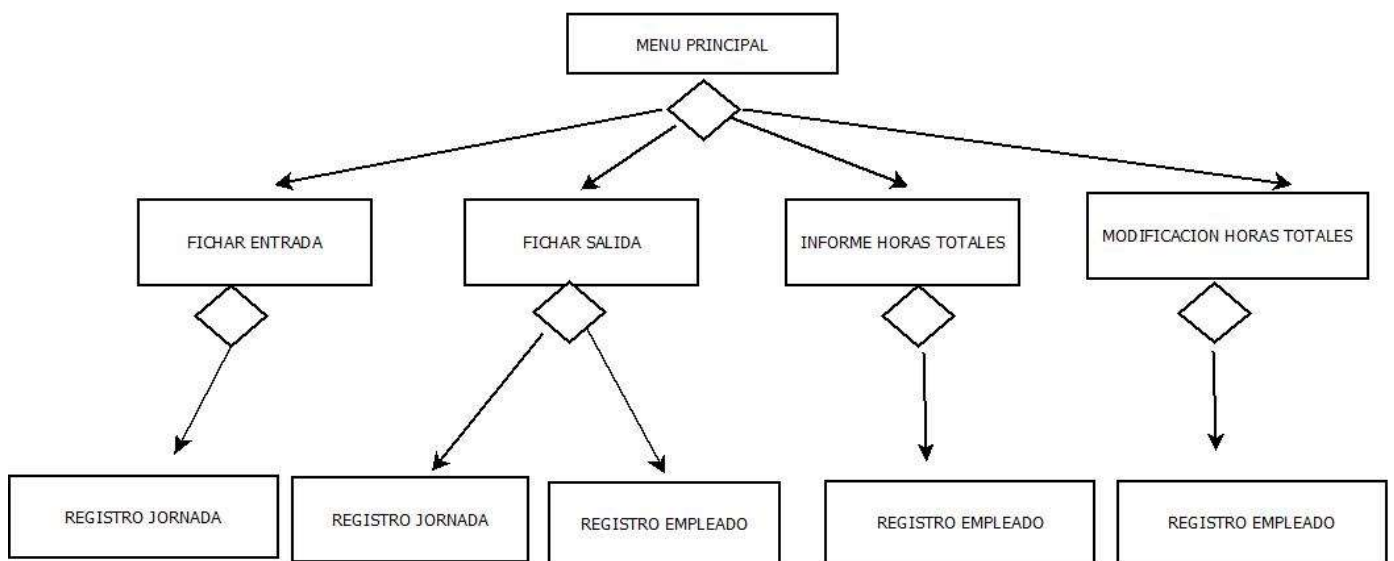 MENU PRINCIPAL
FICHAR ENTRADA
FICHAR SALIDA
INFORME HORAS TOTALES
MODIFICACION HORAS TOTALES
REGISTRO JORNADA
REGISTRO JORNADA
REGISTRO EMPLEADO
REGISTRO EMPLEADO
REGISTRO EMPLEADO